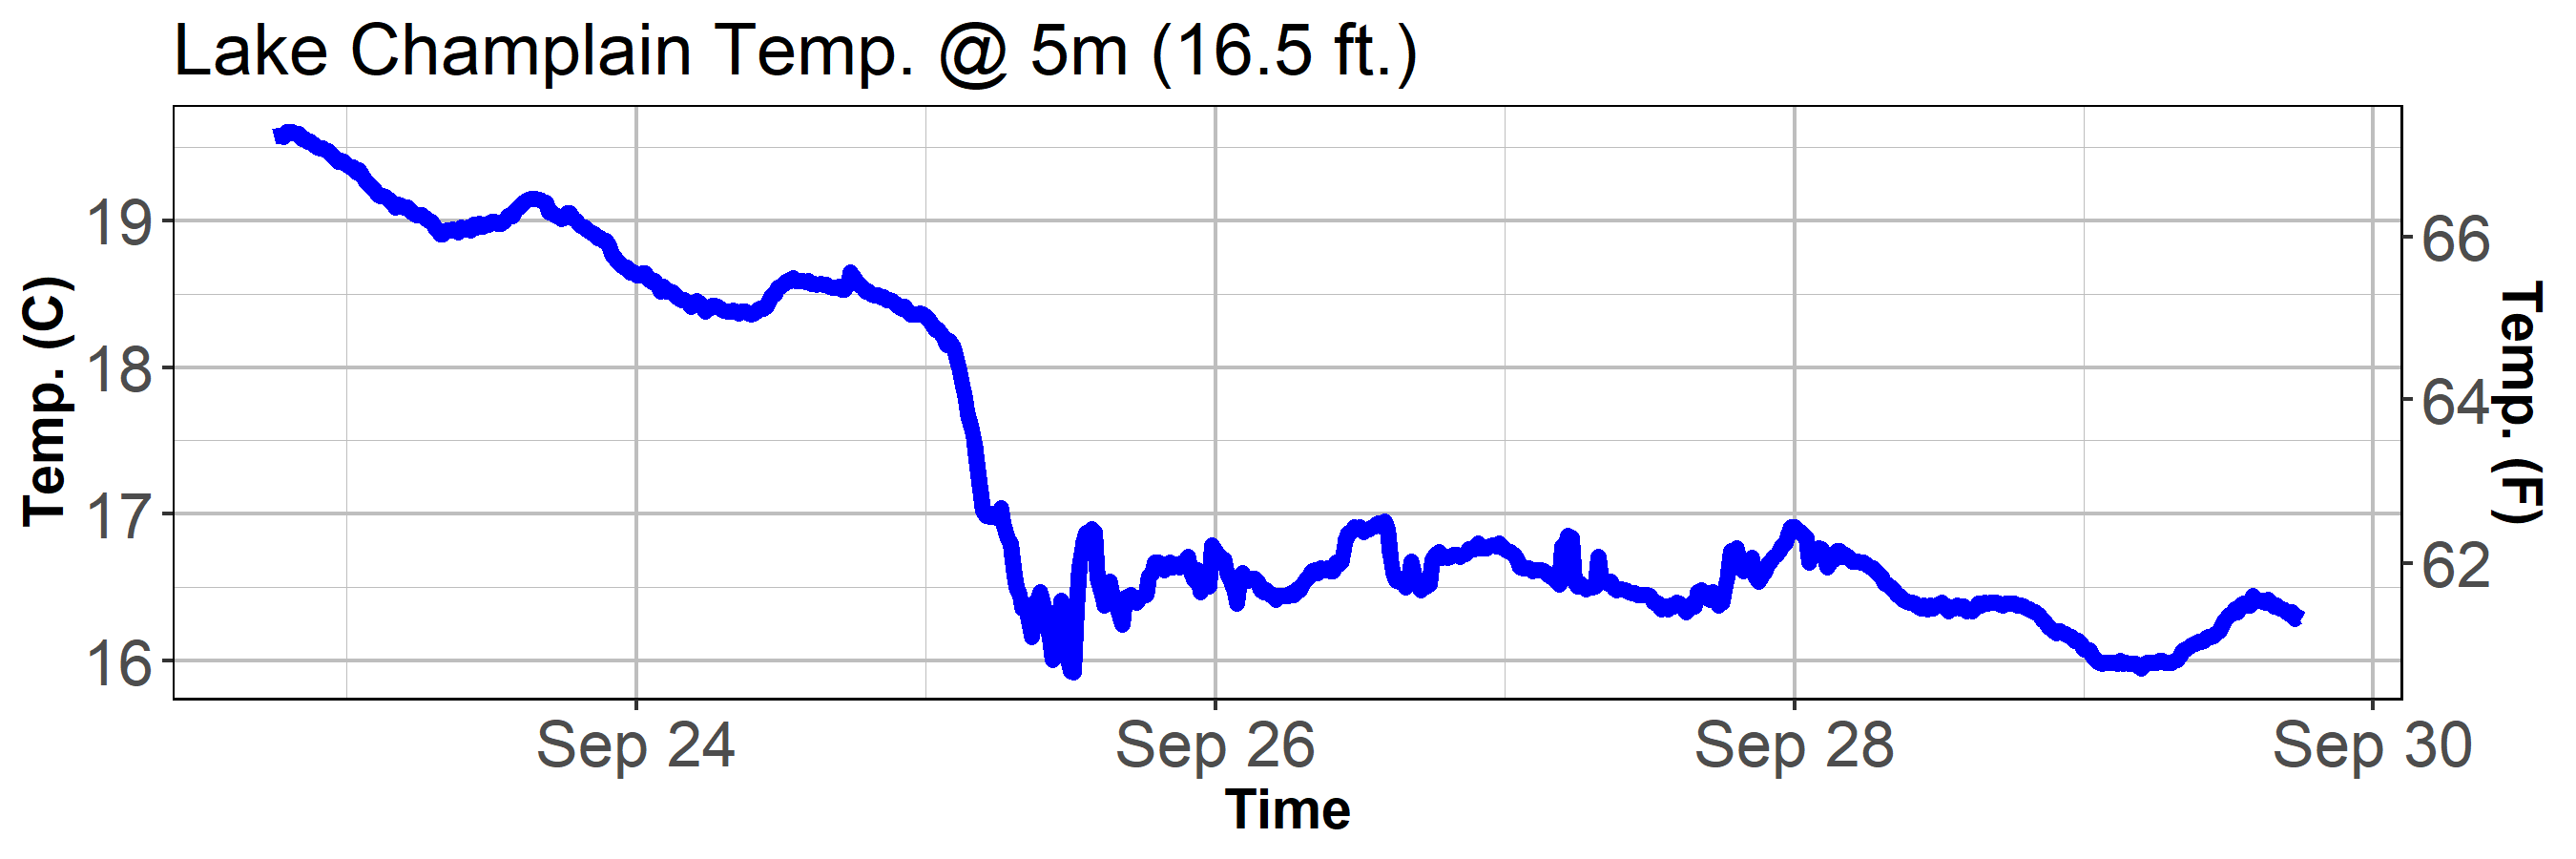 Lake Champlain Temp. @ 5m (16.5 ft.)
Temp. (C)
19
18
17
16
66
64
62
Temp. (F)
Sep 24
Sep 26
Sep 28
Sep 30
Time